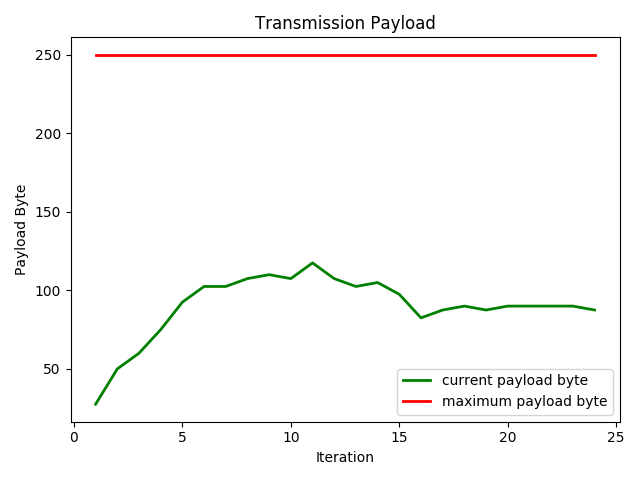 Transmission Payload
Payload Byte
250
200
150
100
50
0
5
10
15
20
25
Iteration
current payload byte
maximum payload byte